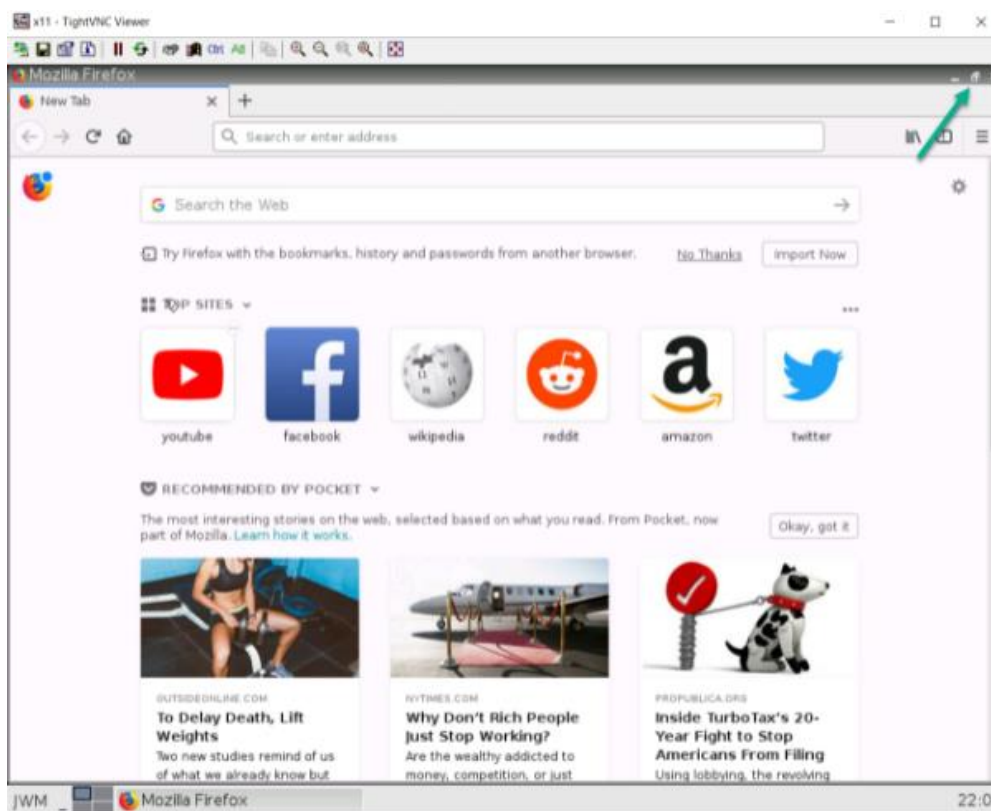 x11 - TightVNC Viewer
Ctrl Alt
Mozilla Firefox
New Tab
Search or enter address
G Search the Web
Try Firefox with the bookmarks, history and passwords from another browser. No Thanks Import Now
TOP SITES
youtube facebook wikipedia reddit amazon twitter
RECOMMENDED BY POCKET
The most interesting stories on the web, selected based on what you read. From Pocket, now
part of Mozilla. Learn how it works.
Okay, got it
OUTSIDEONLINE.COM
To Delay Death, Lift
Weights
Two new studies remind of us
of what we already know but
NYTIMES.COM
Why Don't Rich People
Just Stop Working?
Are the wealthy addicted to
money, competition, or just
PROPUBLICA.ORG
Inside TurboTax's 20-
Year Fight to Stop
Americans From Filing
Using lobbying, the revolving
JWM Mozilla Firefox 22:0